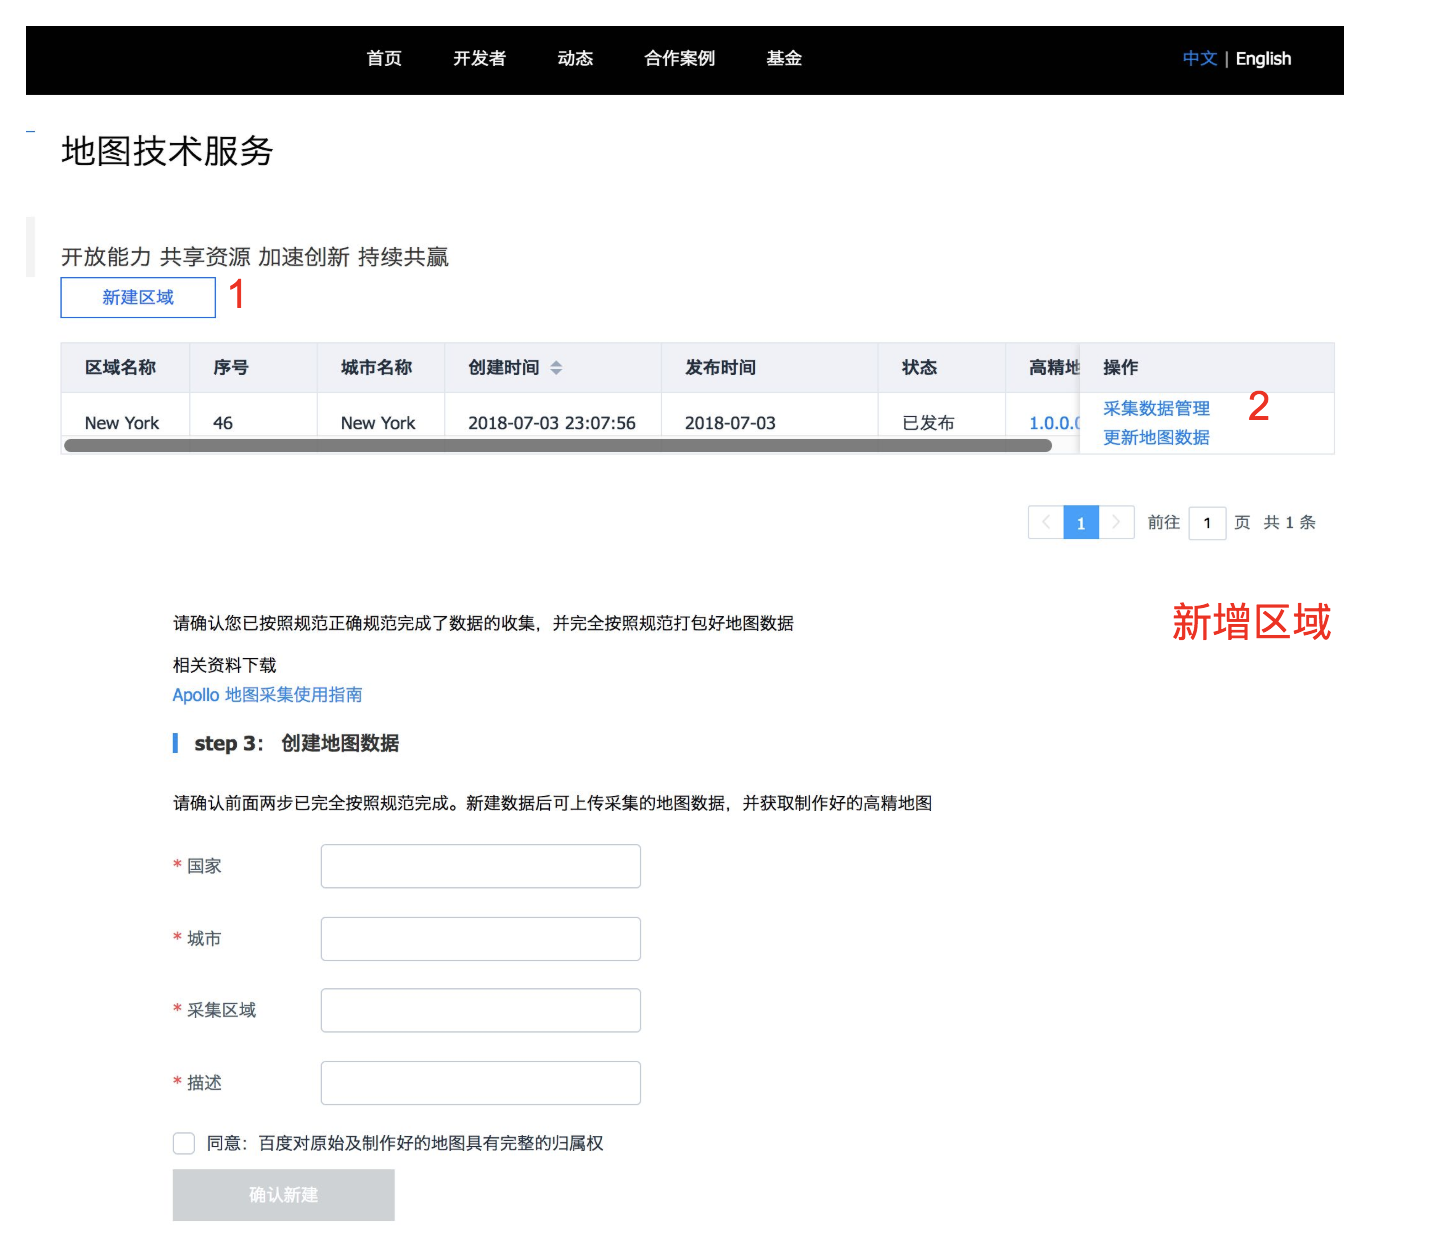 首页 开发者 动态 合作案例 基金 中文 | English
地图技术服务
开放能力 共享资源 加速创新 持续共赢
新建区域 1
区域名称 序号 城市名称 创建时间 发布时间 状态 高精地 操作
New York 46 New York 2018-07-03 23:07:56 2018-07-03 已发布 1.0.0.0 采集数据管理 2
更新地图数据
1 前往 1 页 共 1 条
请确认您已按照规范正确规范完成了数据的收集，并完全按照规范打包好地图数据 新增区域
相关资料下载
Apollo 地图采集使用指南
step 3： 创建地图数据
请确认前面两步已完全按照规范完成。新建数据后可上传采集的地图数据，并获取制作好的高精地图
* 国家
* 城市
* 采集区域
* 描述
同意：百度对原始及制作好的地图具有完整的归属权
确认新建